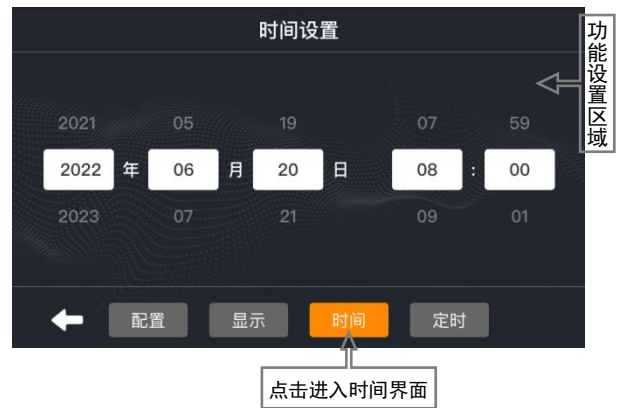 时间设置
功能设置区域
2021 05 19 07 59
2022 年 06 月 20 日 08 : 00
2023 07 21 09 01
配置 显示 时间 定时
点击进入时间界面